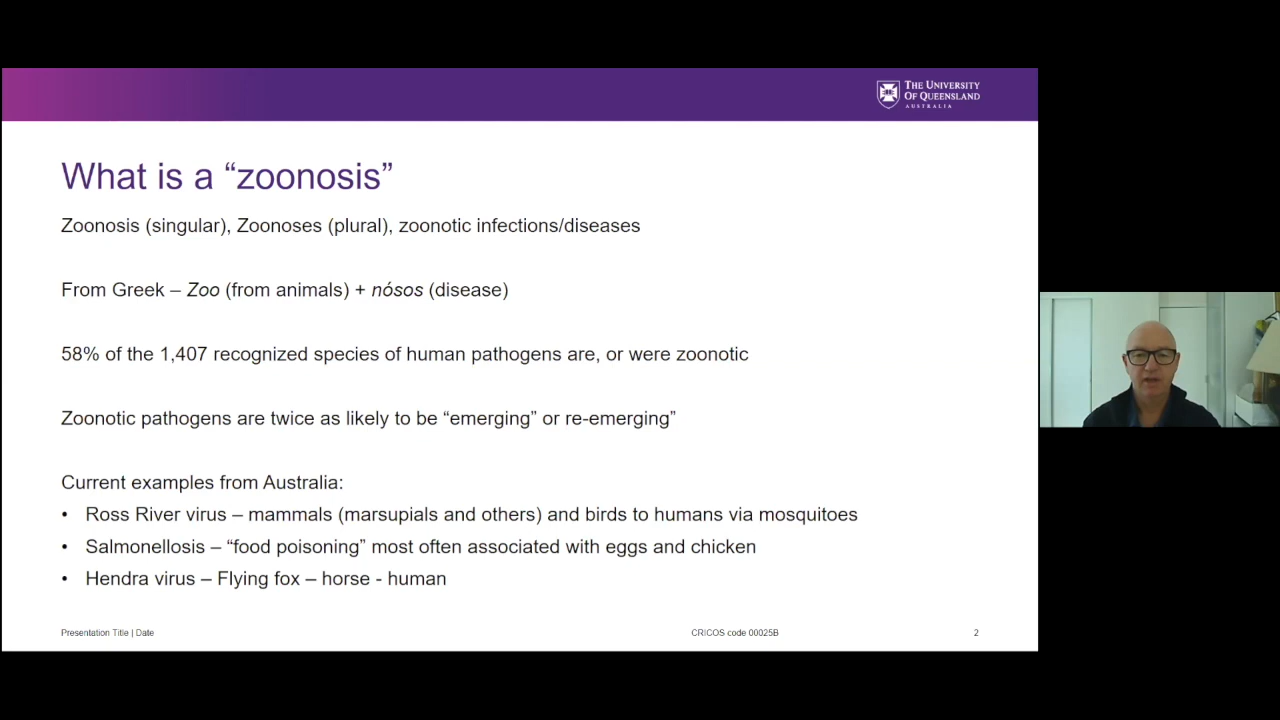 THE UNIVERSITY
OF QUEENSLAND
AUSTRALIA
What is a “zoonosis”
Zoonosis (singular), Zoonoses (plural), zoonotic infections/diseases
From Greek – Zoo (from animals) + nósos (disease)
58% of the 1,407 recognized species of human pathogens are, or were zoonotic
Zoonotic pathogens are twice as likely to be “emerging” or re-emerging”
Current examples from Australia:
• Ross River virus – mammals (marsupials and others) and birds to humans via mosquitoes
• Salmonellosis – “food poisoning” most often associated with eggs and chicken
• Hendra virus – Flying fox – horse - human
Presentation Title | Date CRICOS code 00025B 2